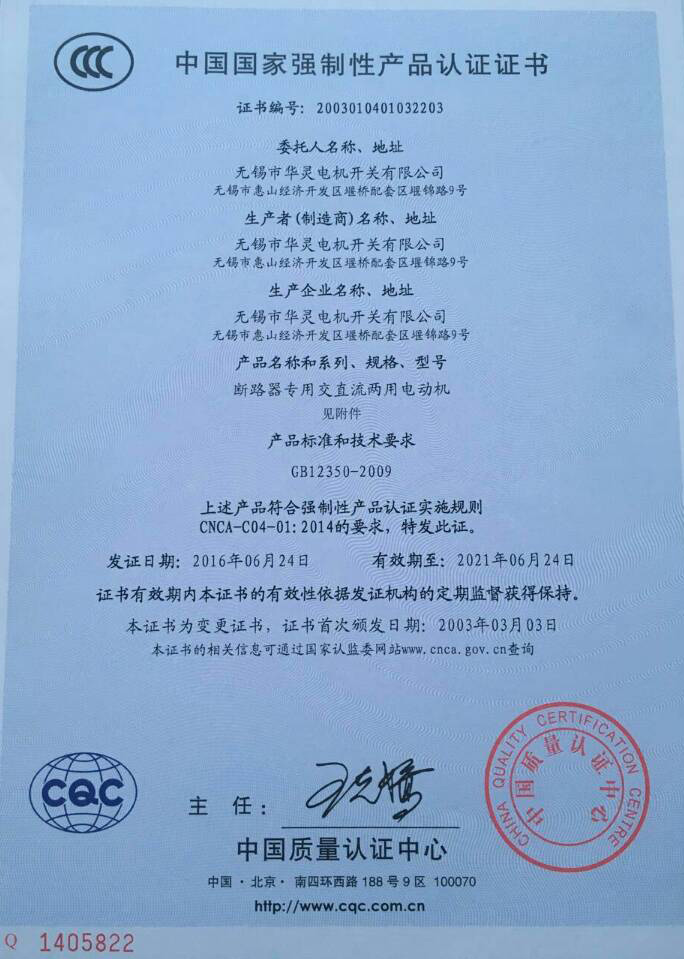 中国国家强制性产品认证证书
证书编号: 2003010401032203
委托人名称、地址
无锡市华灵电机开关有限公司
无锡市惠山经济开发区堰桥配套区堰锦路9号
生产者(制造商)名称、地址
无锡市华灵电机开关有限公司
无锡市惠山经济开发区堰桥配套区堰锦路9号
生产企业名称、地址
无锡市华灵电机开关有限公司
无锡市惠山经济开发区堰桥配套区堰锦路9号
产品名称和系列、规格、型号
断路器专用交直流两用电动机
见附件
产品标准和技术要求
GB12350-2009
上述产品符合强制性产品认证实施规则
CNCA-C04-01:2014的要求，特发此证。
发证日期: 2016年06月24日 有效期至: 2021年06月24日
证书有效期内本证书的有效性依据发证机构的定期监督获得保持。
本证书为变更证书，证书首次颁发日期: 2003年03月03日
本证书的相关信息可通过国家认监委网站www.cnca.gov.cn查询
CQC
主 任:
CHINA QUALITY CERTIFICATION CENTRE
中国质量认证中心
中国质量认证中心
中国·北京·南四环西路188号9区 100070
http://www.cqc.com.cn
Q 1405822